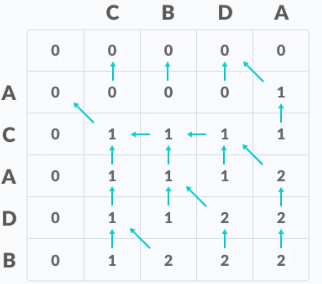 C B D A
0 0 0 0 0
A 0 0 0 0 1
C 0 1 1 1 1
A 0 1 1 1 2
D 0 1 1 2 2
B 0 1 2 2 2